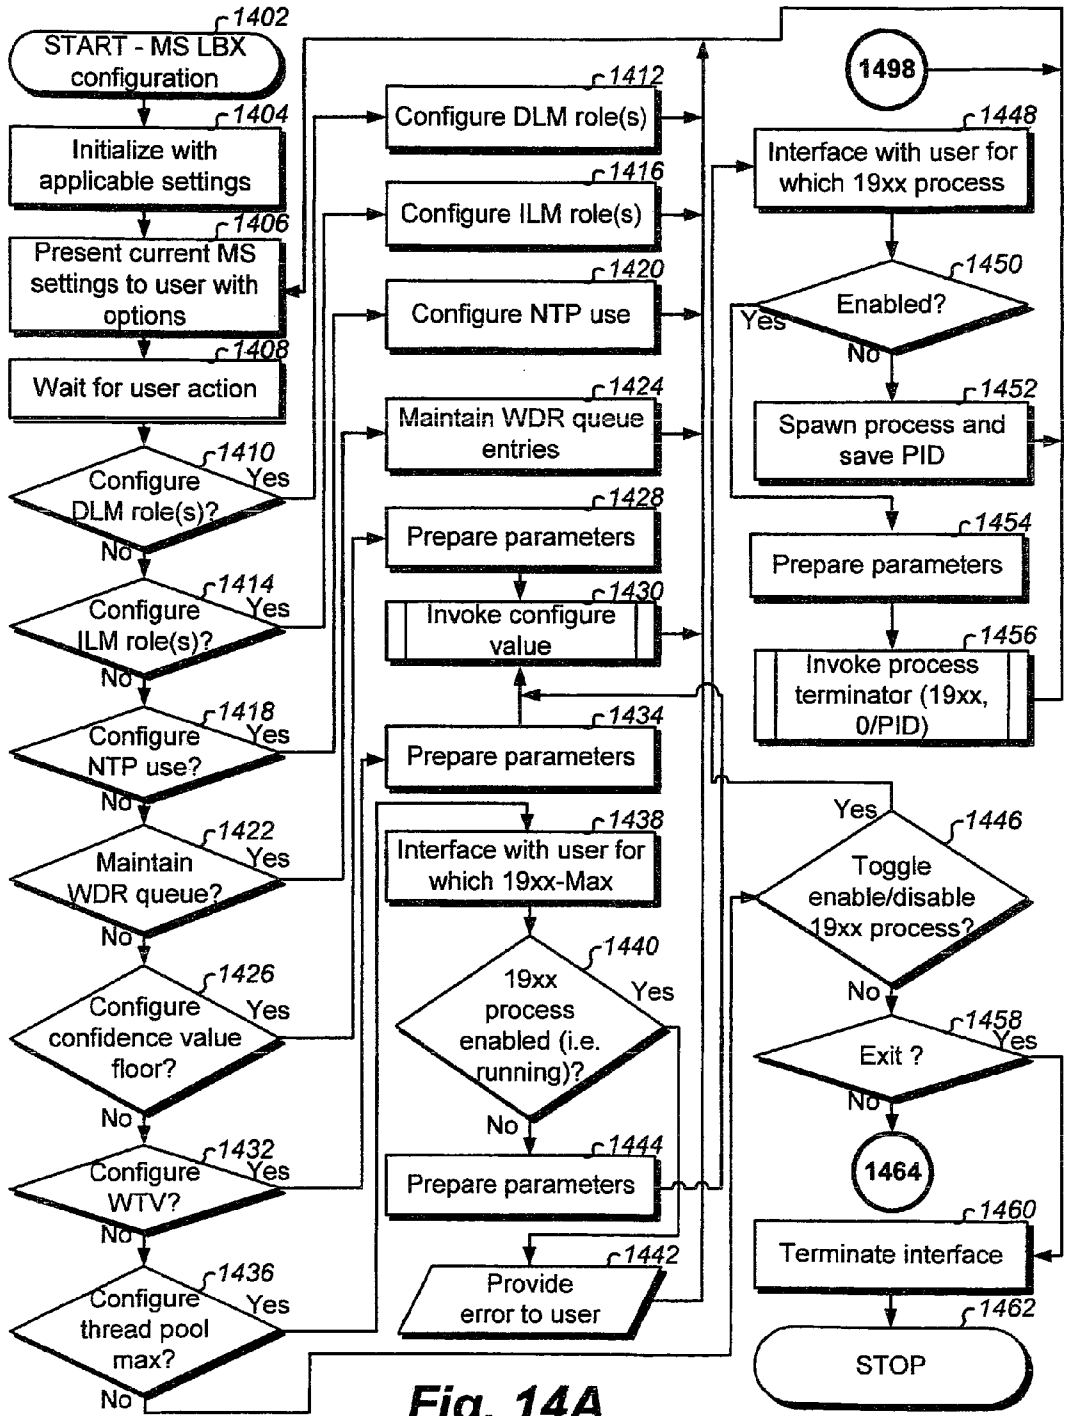 1402
START - MS LBX
configuration
1404
Initialize with
applicable settings
1406
Present current MS
settings to user with
options
1408
Wait for user action
1410
Configure
DLM role(s)?
Yes
No
1414
Configure
ILM role(s)?
Yes
No
1418
Configure
NTP use?
Yes
No
1422
Maintain
WDR queue?
Yes
No
1426
Configure
confidence value
floor?
Yes
No
1432
Configure
WTV?
Yes
No
1436
Configure
thread pool
max?
Yes
No
1412
Configure DLM role(s)
1416
Configure ILM role(s)
1420
Configure NTP use
1424
Maintain WDR queue
entries
1428
Prepare parameters
1430
Invoke configure
value
1434
Prepare parameters
1438
Interface with user for
which 19xx-Max
1440
19xx
process
enabled (i.e.
running)?
Yes
No
1444
Prepare parameters
1442
Provide
error to user
1498
1448
Interface with user for
which 19xx process
1450
Enabled?
Yes
No
1452
Spawn process and
save PID
1454
Prepare parameters
1456
Invoke process
terminator (19xx,
0/PID)
Yes
1446
Toggle
enable/disable
19xx process?
No
1458
Exit ?
Yes
No
1464
1460
Terminate interface
1462
STOP
Fig. 14A